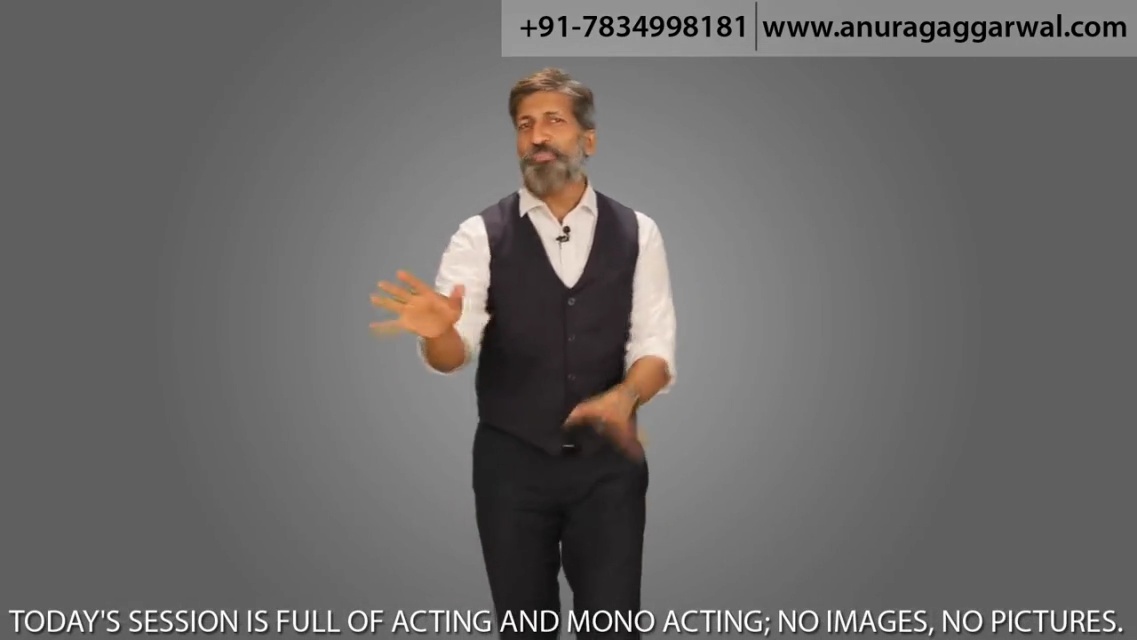 +91-7834998181 | www.anuragaggarwal.com
TODAY'S SESSION IS FULL OF ACTING AND MONO ACTING; NO IMAGES, NO PICTURES.